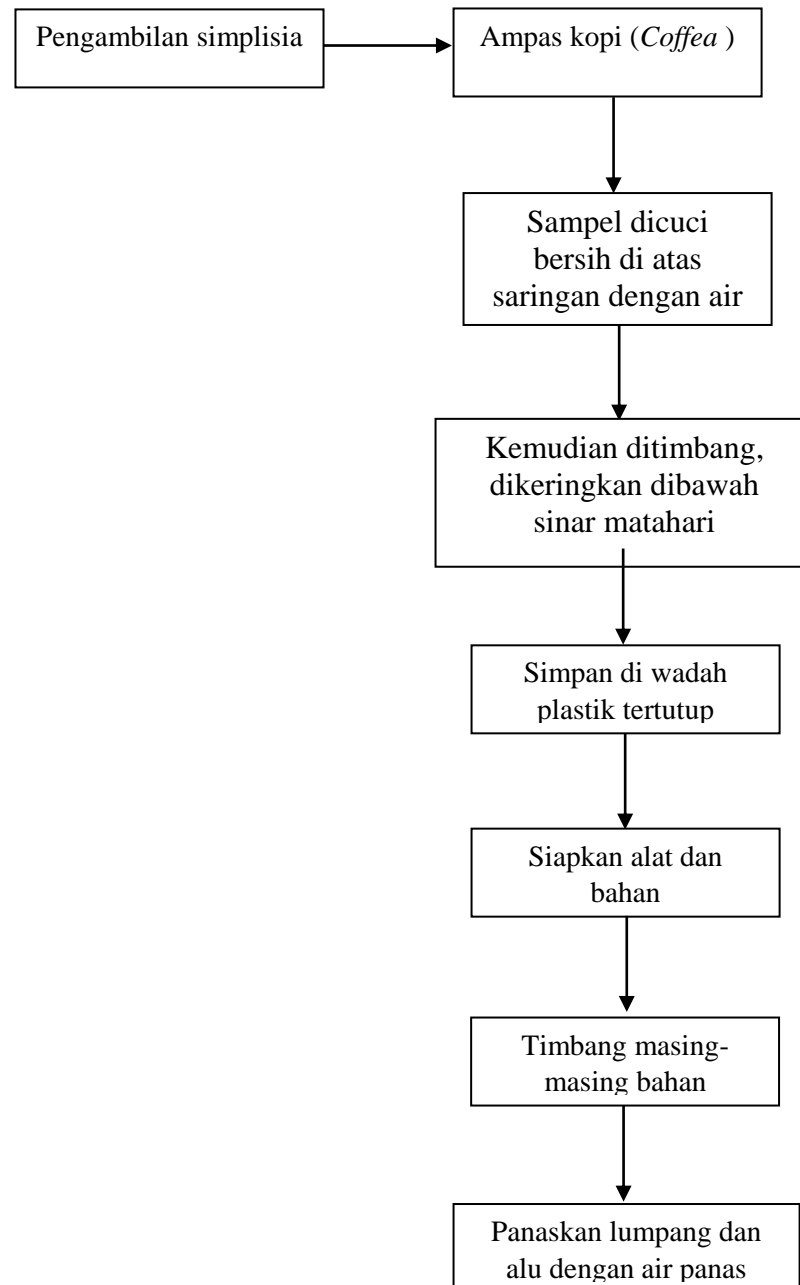 Pengambilan simplisia
Ampas kopi (Coffea )
Sampel dicuci
bersih di atas
saringan dengan air
Kemudian ditimbang,
dikeringkan dibawah
sinar matahari
Simpan di wadah
plastik tertutup
Siapkan alat dan
bahan
Timbang masing-
masing bahan
Panaskan lumpang dan
alu dengan air panas